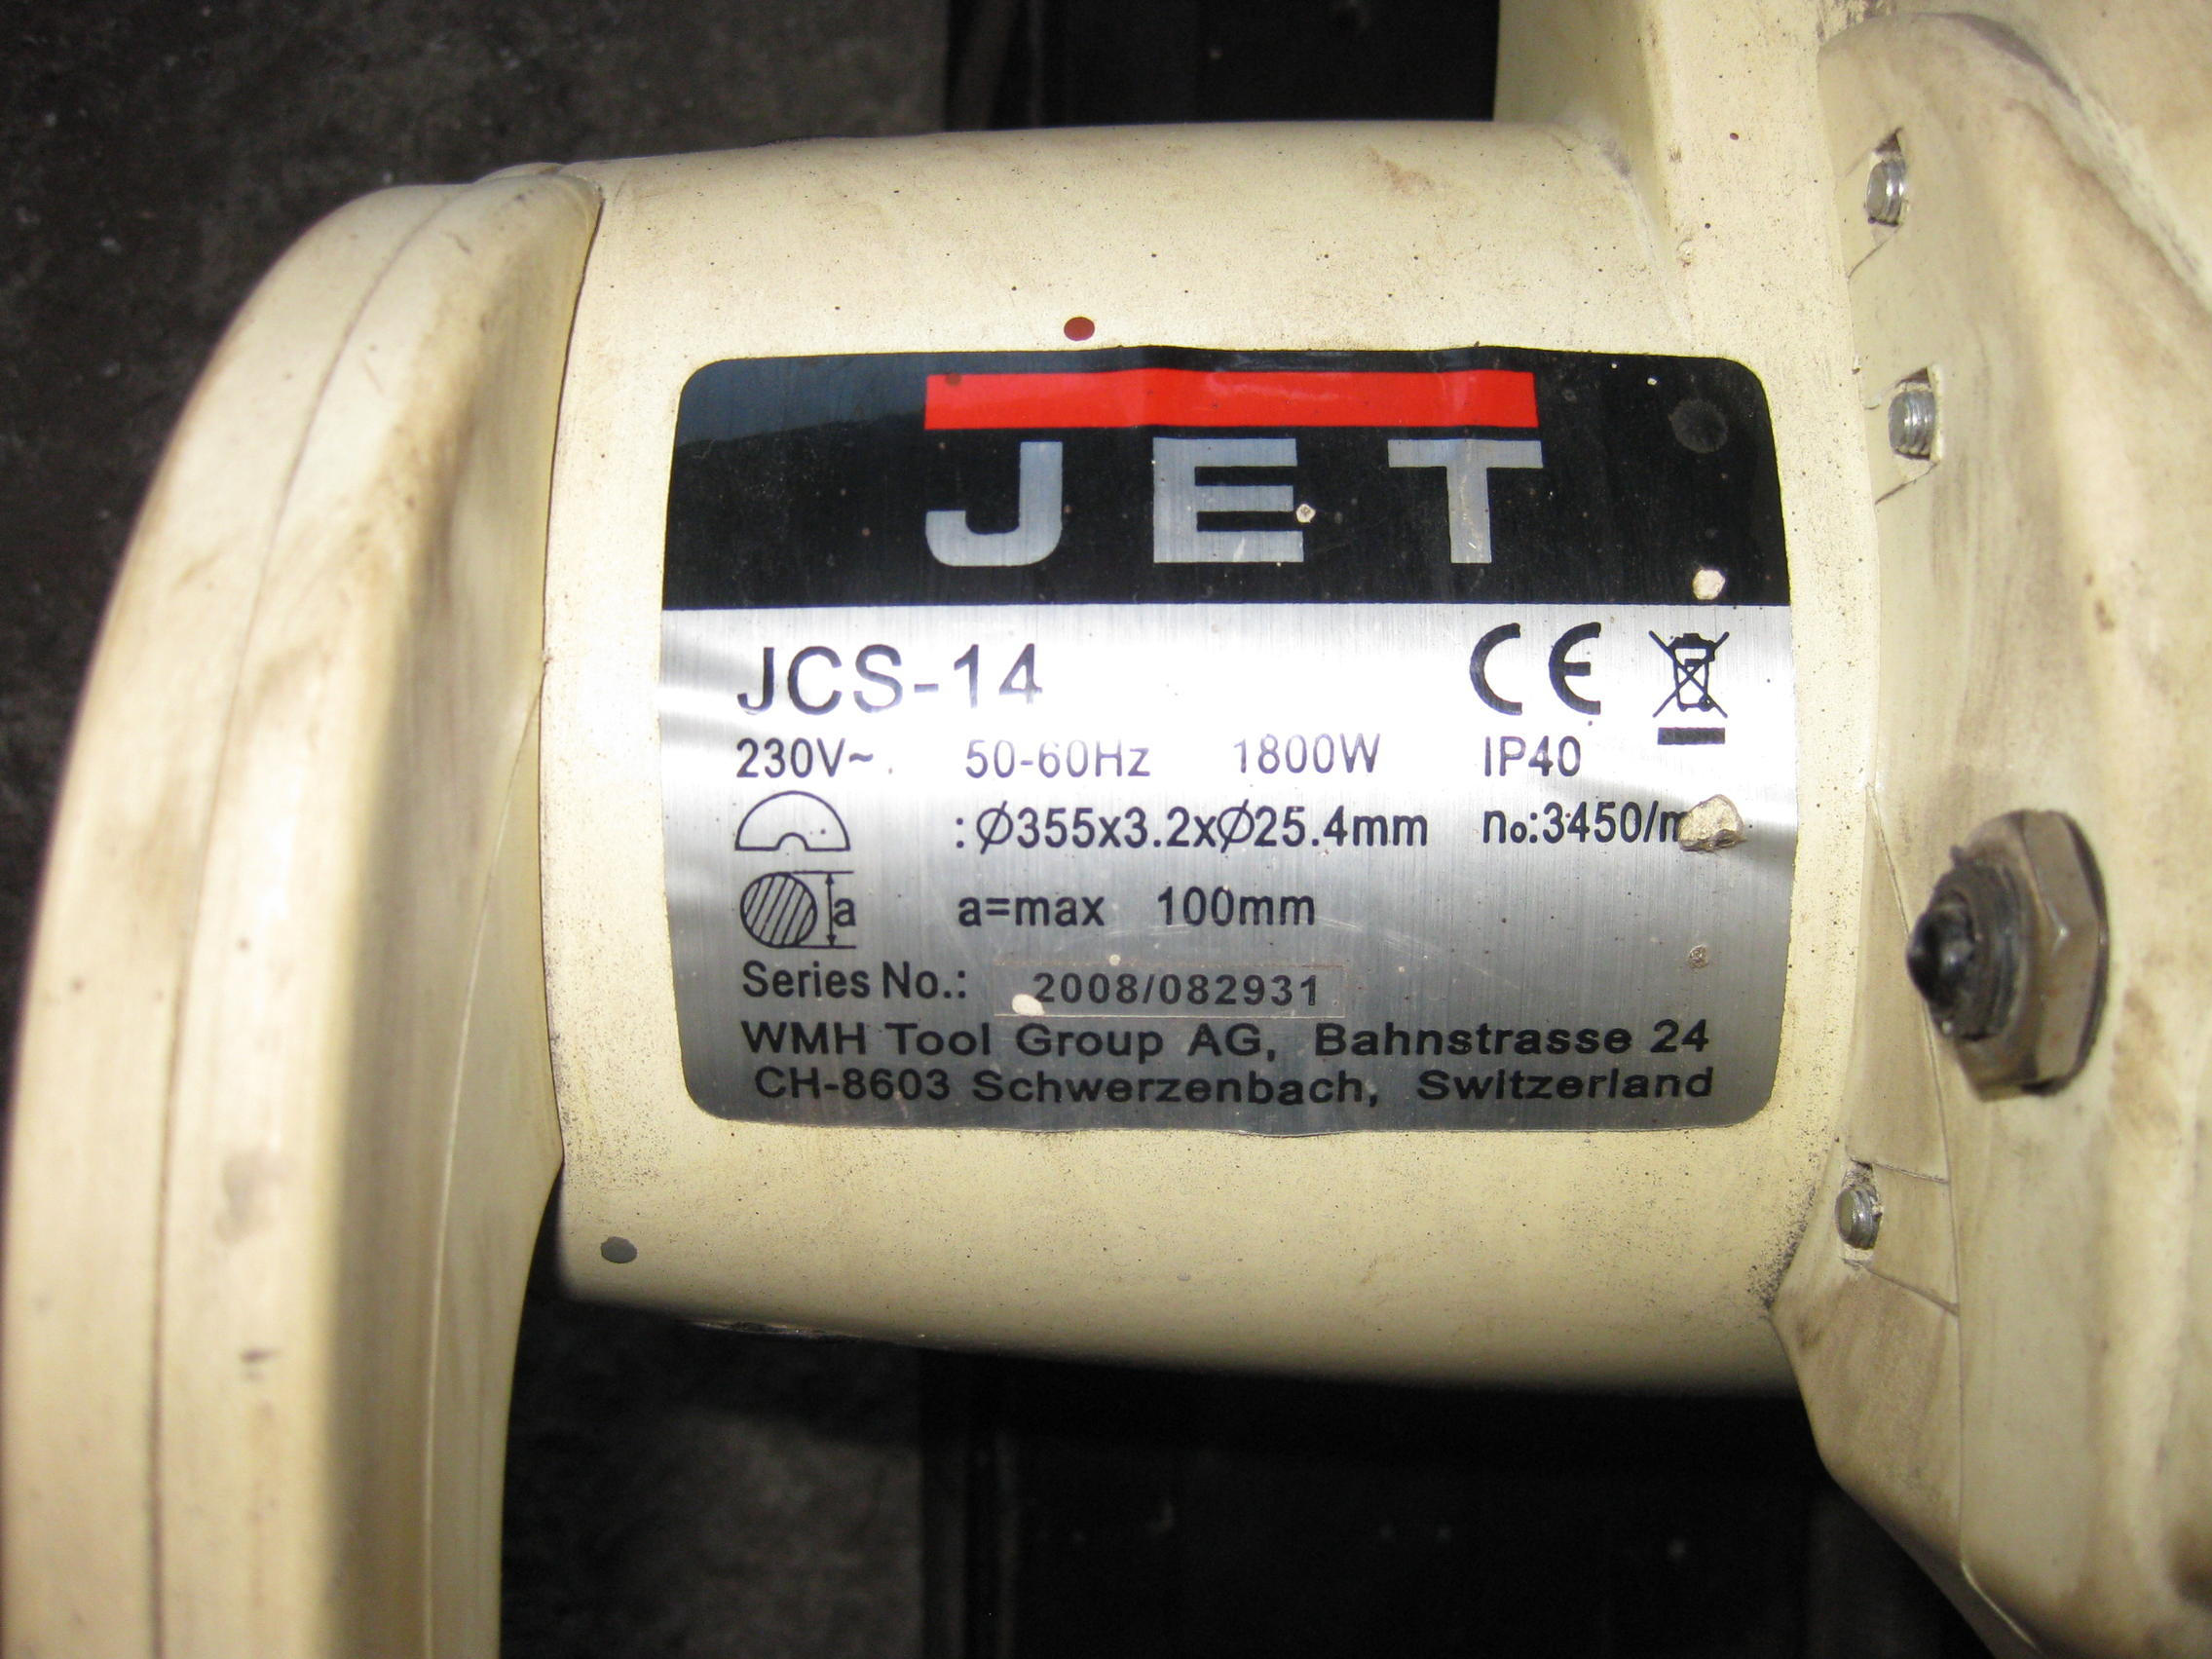 JET
JCS-14 CE
230V~ 50-60Hz 1800W IP40
:Ø355x3.2xØ25.4mm no:3450/m
a a=max 100mm
Series No.: 2008/082931
WMH Tool Group AG, Bahnstrasse 24
CH-8603 Schwerzenbach, Switzerland